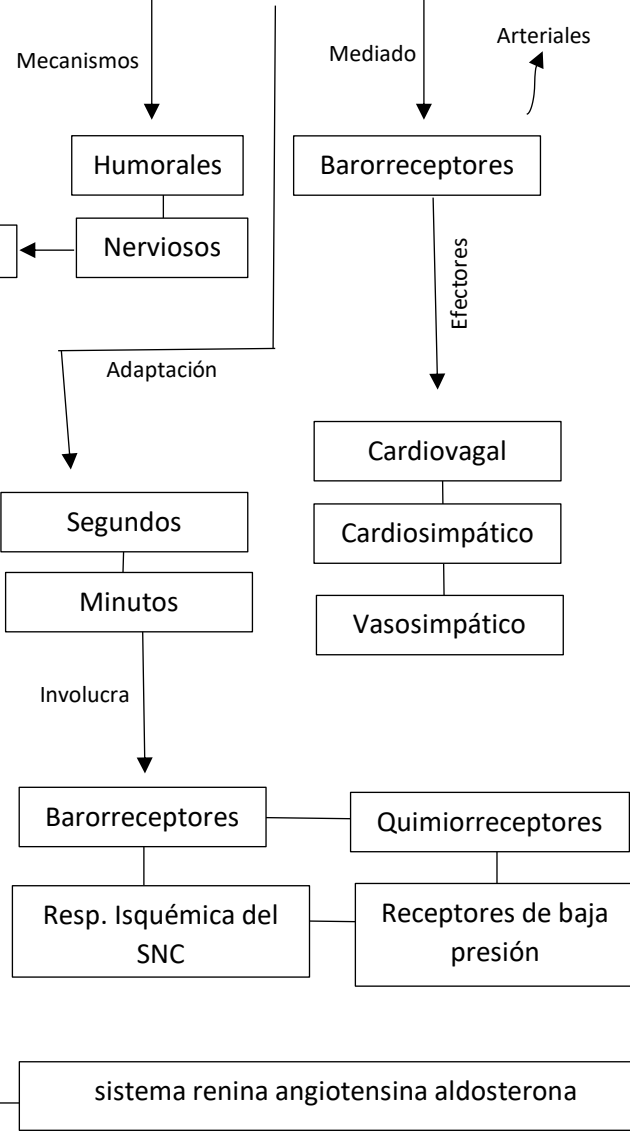 Mecanismos
Mediado
Arteriales
Humorales
Barorreceptores
Nerviosos
Efectores
Adaptación
Cardiovagal
Segundos
Cardiosimpático
Minutos
Vasosimpático
Involucra
Barorreceptores
Quimiorreceptores
Resp. Isquémica del
SNC
Receptores de baja
presión
sistema renina angiotensina aldosterona